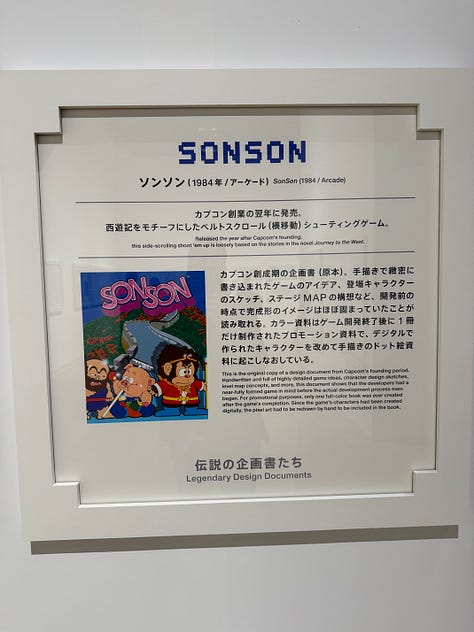 SONSON
ソンソン(1984年/アーケード) SonSon (1984 / Arcade)
カプコン創業の翌年に発売。
西遊記をモチーフにしたベルトスクロール(横移動)シューティングゲーム。
Released the year after Capcom's founding,
this side-scrolling shoot 'em up is loosely based on the stories in the novel Journey to the West.
SONSON
カプコン創成期の企画書(原本)、手描きで緻密に
書き込まれたゲームのアイデア、登場キャラクター
のスケッチ、ステージMAPの構想など、開発前の
時点で完成形のイメージはほぼ固まっていたことが
読み取れる。カラー資料はゲーム開発終了後に1冊
だけ制作されたプロモーション資料で、デジタルで
作られたキャラクターを改めて手描きのドット絵資
料に起こしなおしている。
This is the original copy of a design document from Capcom's founding period.
Handwritten and full of highly detailed game ideas, character design sketches,
level map concepts, and more, this document shows that the developers had a
near-fully formed game in mind before the actual development process even
began. For promotional purposes, only one full-color book was ever created
after the game's completion. Since the game's characters had been created
digitally, the pixel art had to be redrawn by hand to be included in the book.
伝説の企画書たち
Legendary Design Documents